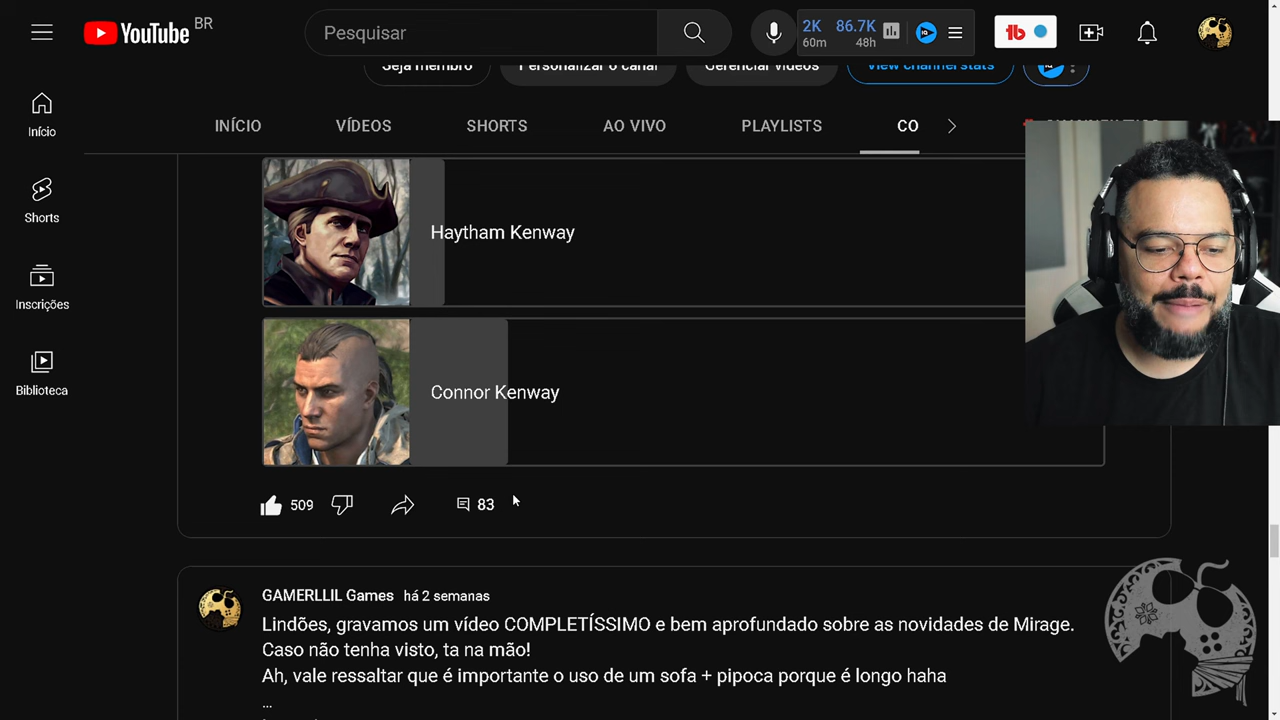 YouTube BR
Pesquisar
2K 86.7K
60m 48h
Seja membro Personalizar o canal Gerenciar vídeos View channel stats
INÍCIO VÍDEOS SHORTS AO VIVO PLAYLISTS CO
Início
Shorts
Inscrições
Biblioteca
Haytham Kenway
Connor Kenway
509 83
GAMERLLIL Games há 2 semanas
Lindões, gravamos um vídeo COMPLETÍSSIMO e bem aprofundado sobre as novidades de Mirage.
Caso não tenha visto, ta na mão!
Ah, vale ressaltar que é importante o uso de um sofa + pipoca porque é longo haha
...